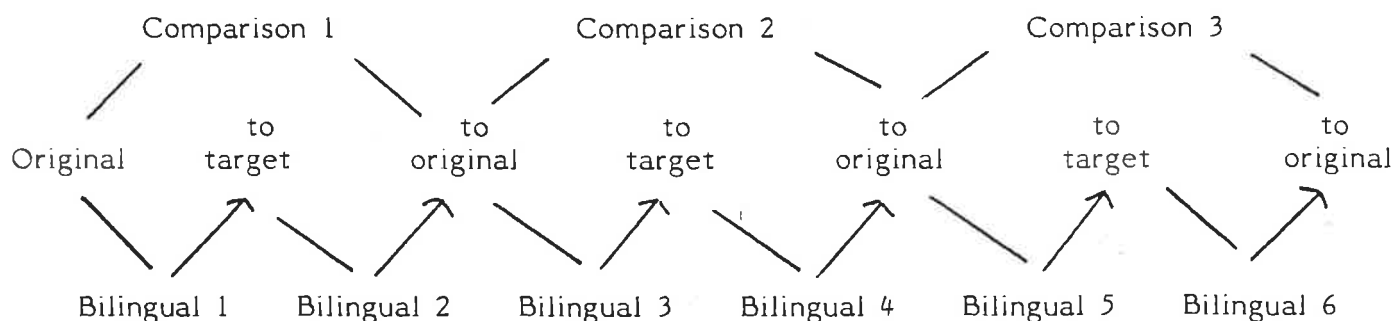 Comparison 1 Comparison 2 Comparison 3
to to to to to to
Original target original target original target original
Bilingual 1 Bilingual 2 Bilingual 3 Bilingual 4 Bilingual 5 Bilingual 6